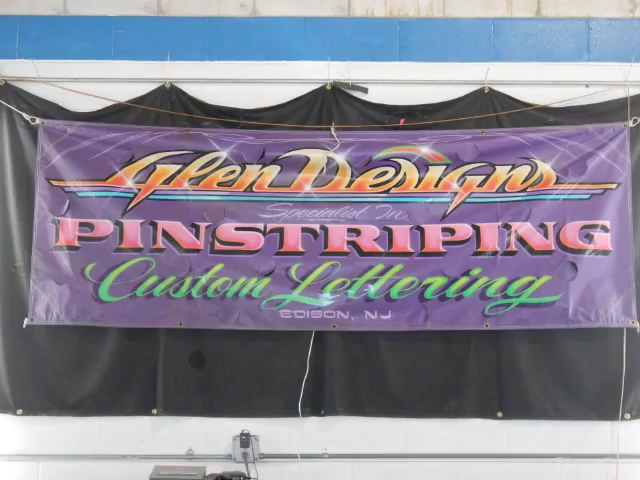 Glen Designs
Specialist In
PINSTRIPING
Custom Lettering
EDISON, NJ